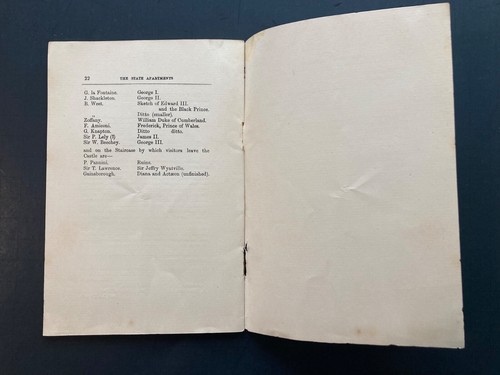 22 THE STATE APARTMENTS
G. la Fontaine. George I.
J. Shackleton. George II.
B. West. Sketch of Edward III.
and the Black Prince.
„ Ditto (smaller).
Zoffany. William Duke of Cumberland.
F. Amiconi. Frederick, Prince of Wales.
G. Knapton. Ditto ditto.
Sir P. Lely (?) James II.
Sir W. Beechey. George III.
and on the Staircase by which visitors leave the
Castle are—
P. Pannini. Ruins.
Sir T. Lawrence. Sir Jeffry Wyatville.
Gainsborough. Diana and Actæon (unfinished).